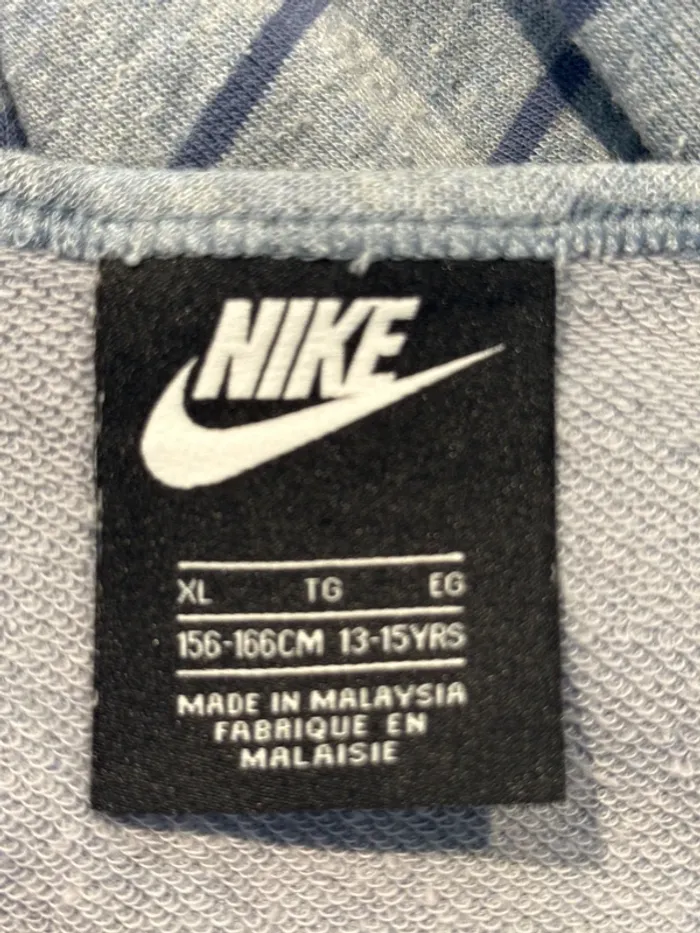 NIKE
XL TG EG
156-166CM 13-15YRS
MADE IN MALAYSIA
FABRIQUE EN
MALAISIE